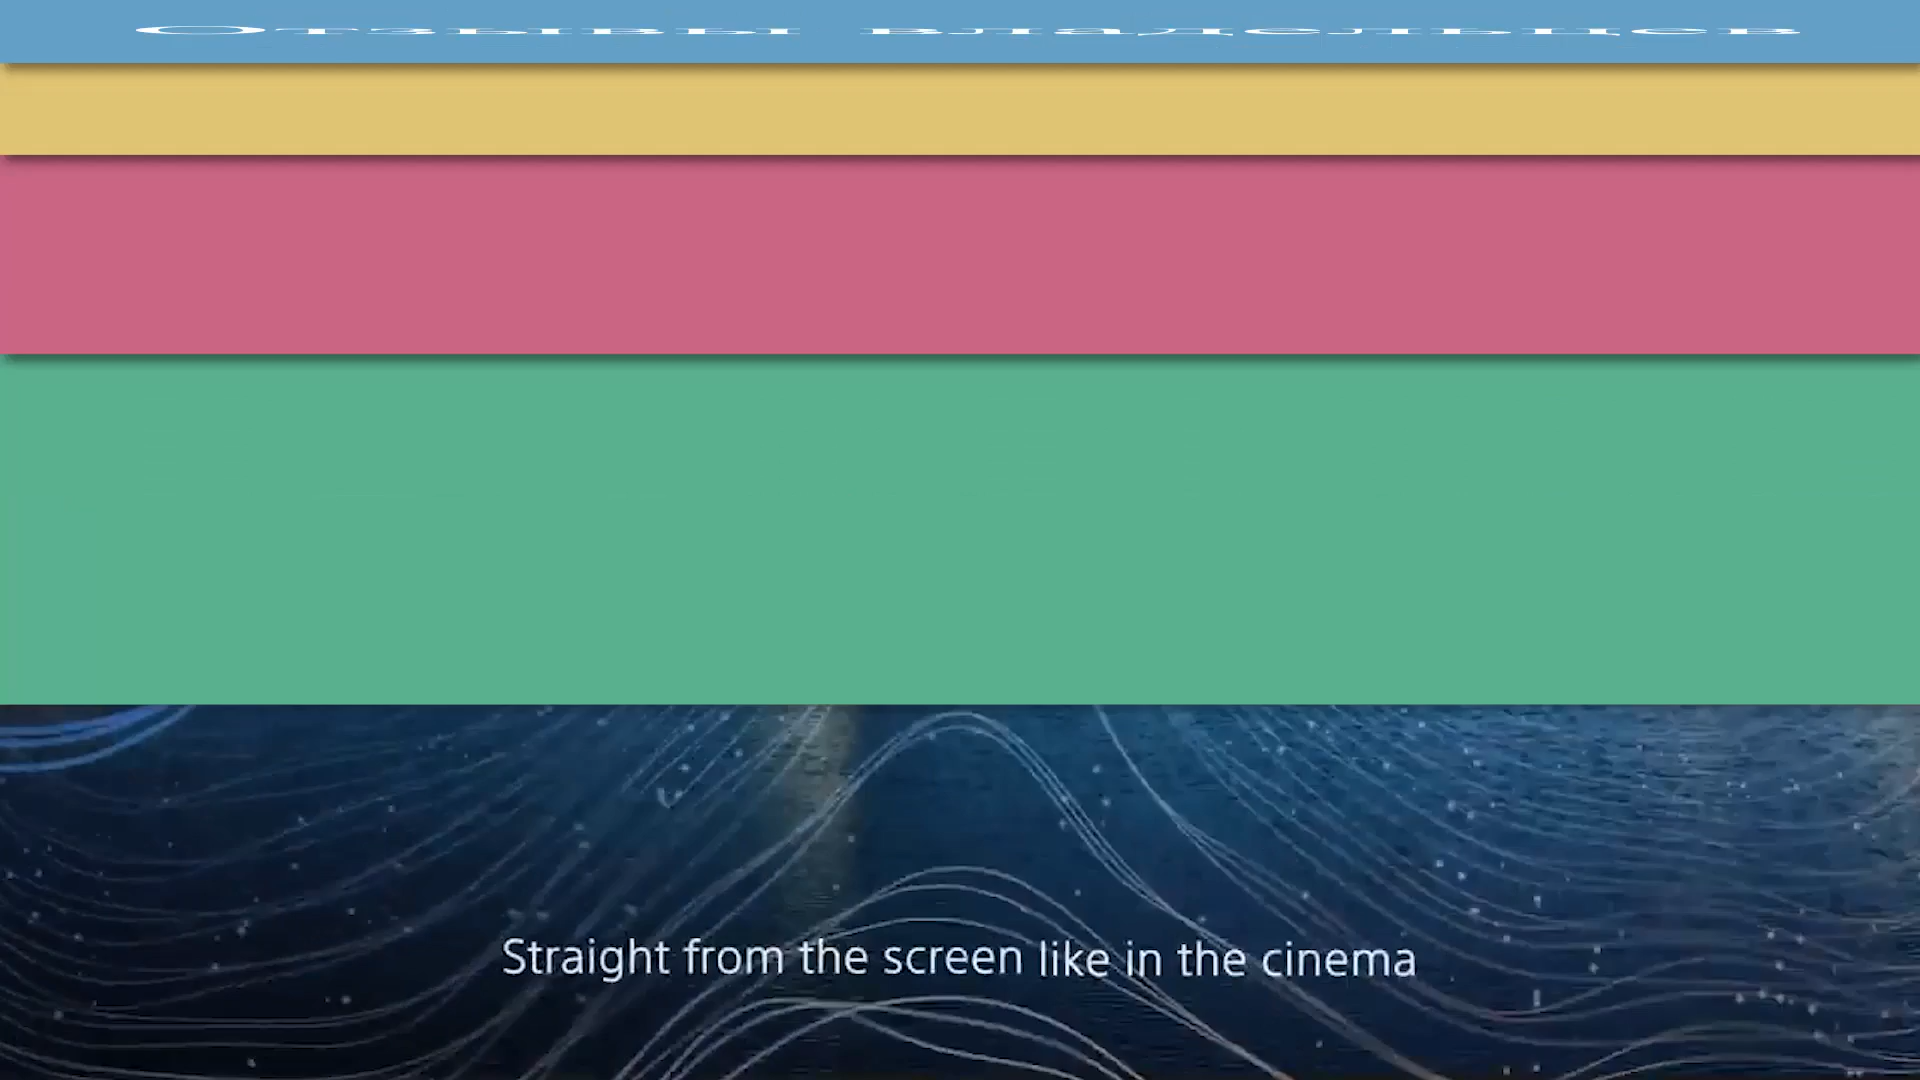 Отзывы владельцев
Straight from the screen like in the cinema